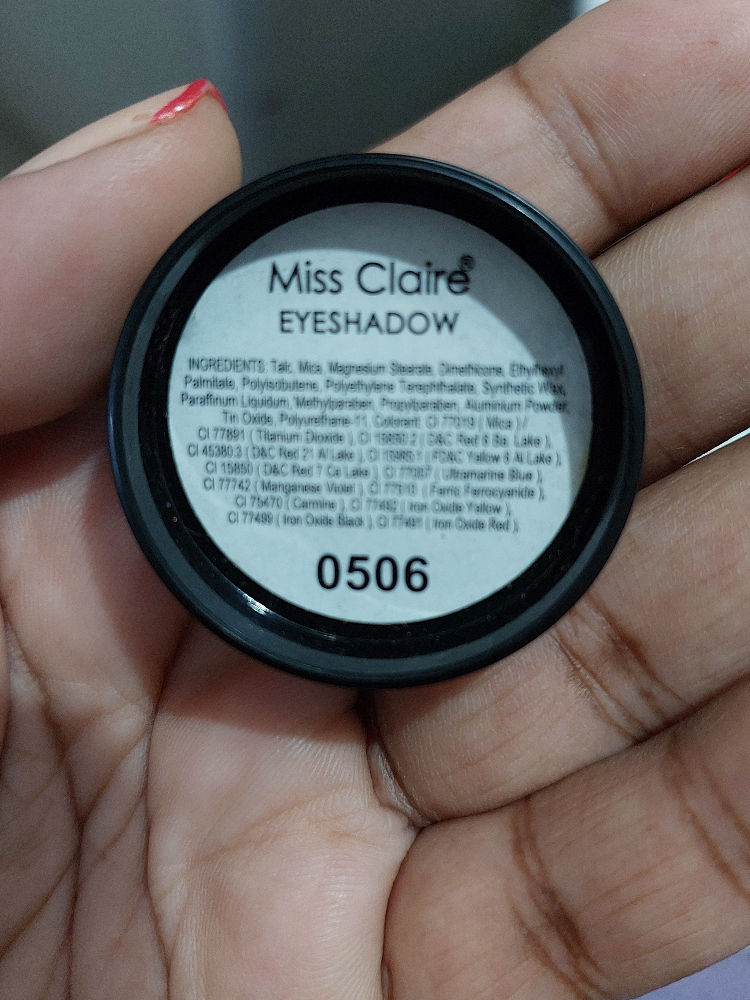 Miss Claire®
EYESHADOW
INGREDIENTS: Talc, Mica, Magnesium Stearate, Dimethicone, Ethylhexyl
Palmitate, Polyisobutene, Polyethylene Terephthalate, Synthetic Wax,
Paraffinum Liquidum, Methylparaben, Propylparaben, Aluminium Powder,
Tin Oxide, Polyurethane-11, Colorant: CI 77019 ( Mica ) /
CI 77891 ( Titanium Dioxide ), CI 15850:2 ( D&C Red 6 Ba. Lake ),
CI 45380:3 ( D&C Red 21 Al Lake ), CI 15985:1 ( FD&C Yellow 6 Al Lake ),
CI 15850 ( D&C Red 7 Ca Lake ), CI 77007 ( Ultramarine Blue ),
CI 77742 ( Manganese Violet ), CI 77510 ( Ferric Ferrocyanide ),
CI 75470 ( Carmine ), CI 77492 ( Iron Oxide Yellow ),
CI 77499 ( Iron Oxide Black ), CI 77491 ( Iron Oxide Red ),
0506